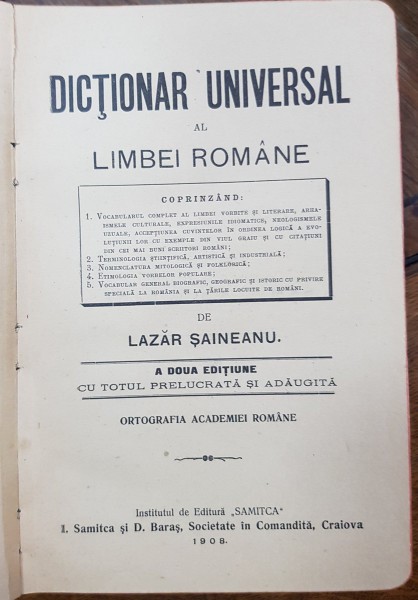 DICŢIONAR UNIVERSAL
AL
LIMBEI ROMÂNE
COPRINZÂND:
1. VOCABULARUL COMPLET AL LIMBEI VORBITE ȘI LITERARE, ARHA-
ISMELE CULTURALE, EXPRESIUNILE IDIOMATICE, NEOLOGISMELE
UZUALE, ACCEPȚIUNEA CUVINTELOR ÎN ORDINEA LOGICĂ A EVO-
LUȚIUNII LOR CU EXEMPLE DIN VIUL GRAIU ȘI CU CITAȚIUNI
DIN CEI MAI BUNI SCRIITORI ROMÂNI;
2. TERMINOLOGIA ȘTIINȚIFICĂ, ARTISTICĂ ȘI INDUSTRIALĂ;
3. NOMENCLATURA MITOLOGICĂ ȘI FOLKLORICĂ;
4. ETIMOLOGIA VORBELOR POPULARE;
5. VOCABULAR GENERAL BIOGRAFIC, GEOGRAFIC ȘI ISTORIC CU PRIVIRE
SPECIALĂ LA ROMÂNIA ȘI LA ȚĂRILE LOCUITE DE ROMÂNI.
DE
LAZĂR ȘAINEANU.
A DOUA EDIȚIUNE
CU TOTUL PRELUCRATĂ ȘI ADĂUGITĂ
ORTOGRAFIA ACADEMIEI ROMÂNE
Institutul de Editură „SAMITCA"
I. Samitca și D. Baraș, Societate în Comandită, Craiova
1908.